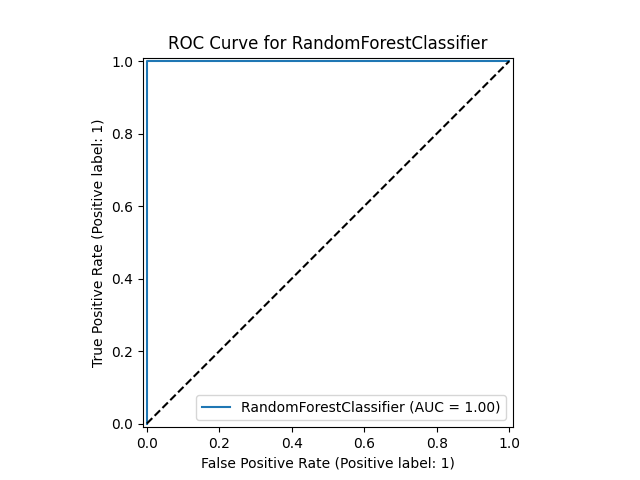 ROC Curve for RandomForestClassifier
True Positive Rate (Positive label: 1)
1.0
0.8
0.6
0.4
0.2
0.0
RandomForestClassifier (AUC = 1.00)
0.0 0.2 0.4 0.6 0.8 1.0
False Positive Rate (Positive label: 1)